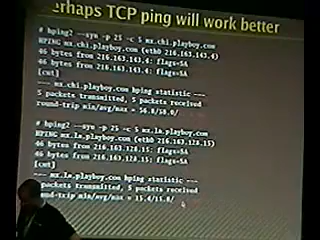 erhaps TCP ping will work better
# hping2 --syn -p 25 -c 5 mx.chi.playboy.com
HPING mx.chi.playboy.com (eth0 216.163.143.4)
46 bytes from 216.163.143.4: flags=SA
46 bytes from 216.163.143.4: flags=SA
[cut]
--- mx.chi.playboy.com hping statistic ---
5 packets transmitted, 5 packets received
round-trip min/avg/max = 56.8/58.0/
# hping2 --syn -p 25 -c 5 mx.la.playboy.com
HPING mx.la.playboy.com (eth0 216.163.128.15)
46 bytes from 216.163.128.15: flags=SA
46 bytes from 216.163.128.15: flags=SA
[cut]
--- mx.la.playboy.com hping statistic ---
packets transmitted, 5 packets received
ound-trip min/avg/max = 15.4/15.8/